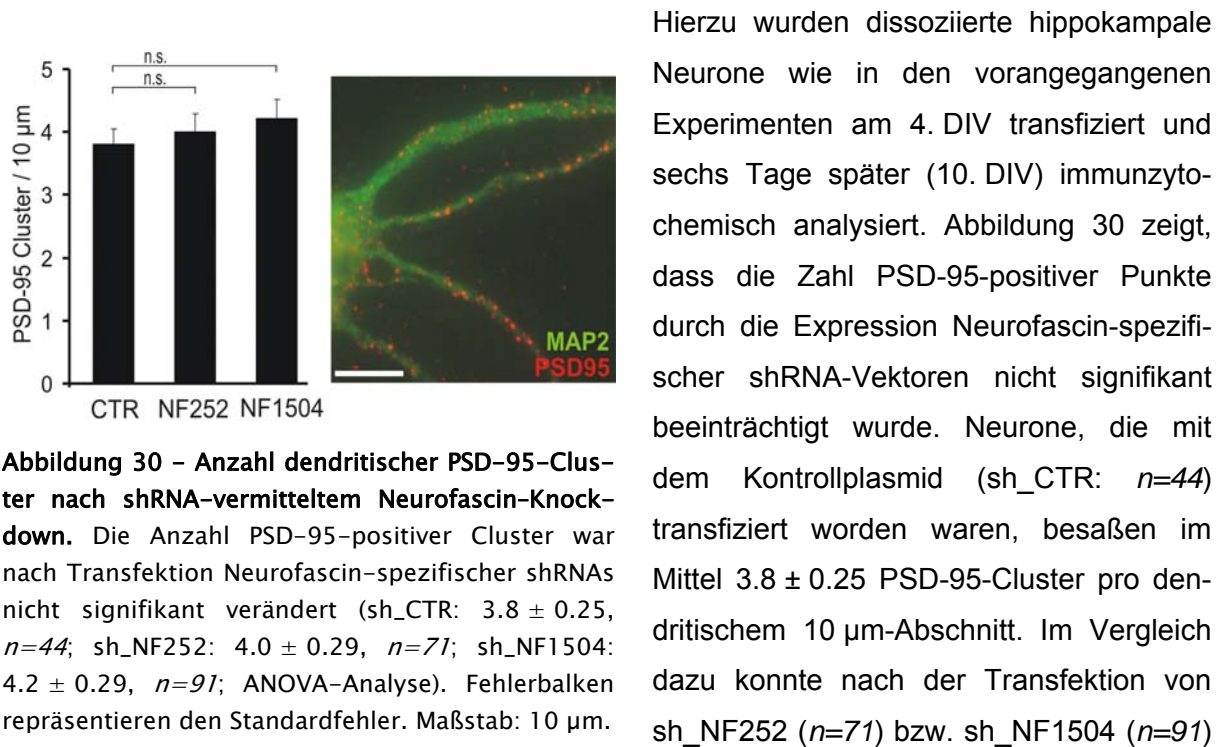 n.s.
n.s.
5
4
3
2
1
0
PSD-95 Cluster / 10 µm
CTR NF252 NF1504
MAP2
PSD95
Abbildung 30 – Anzahl dendritischer PSD-95-Clus-
ter nach shRNA-vermitteltem Neurofascin-Knock-
down. Die Anzahl PSD-95-positiver Cluster war
nach Transfektion Neurofascin-spezifischer shRNAs
nicht signifikant verändert (sh_CTR: 3.8 ± 0.25,
n=44; sh_NF252: 4.0 ± 0.29, n=71; sh_NF1504:
4.2 ± 0.29, n=91; ANOVA-Analyse). Fehlerbalken
repräsentieren den Standardfehler. Maßstab: 10 µm.
Hierzu wurden dissoziierte hippokampale
Neurone wie in den vorangegangenen
Experimenten am 4. DIV transfiziert und
sechs Tage später (10. DIV) immunzyto-
chemisch analysiert. Abbildung 30 zeigt,
dass die Zahl PSD-95-positiver Punkte
durch die Expression Neurofascin-spezifi-
scher shRNA-Vektoren nicht signifikant
beeinträchtigt wurde. Neurone, die mit
dem Kontrollplasmid (sh_CTR: n=44)
transfiziert worden waren, besaßen im
Mittel 3.8 ± 0.25 PSD-95-Cluster pro den-
dritischem 10 µm-Abschnitt. Im Vergleich
dazu konnte nach der Transfektion von
sh_NF252 (n=71) bzw. sh_NF1504 (n=91)